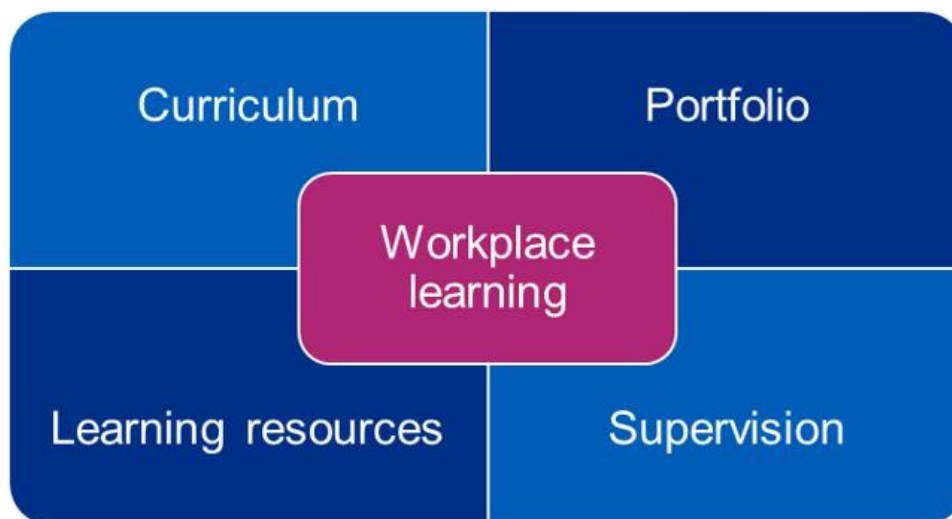 Curriculum
Portfolio
Workplace
learning
Learning resources
Supervision